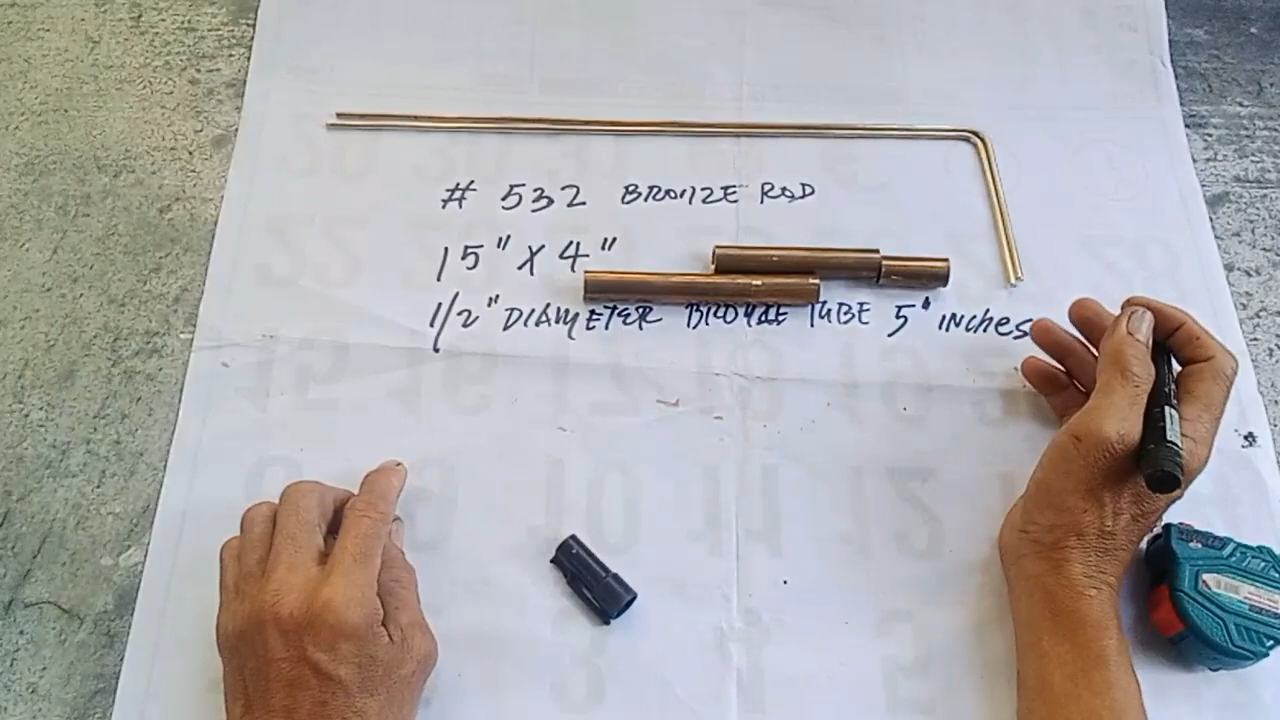 # 532 BRONZE ROD
15" X 4"
1/2" DIAMETER BRONZE TUBE 5" INCHES